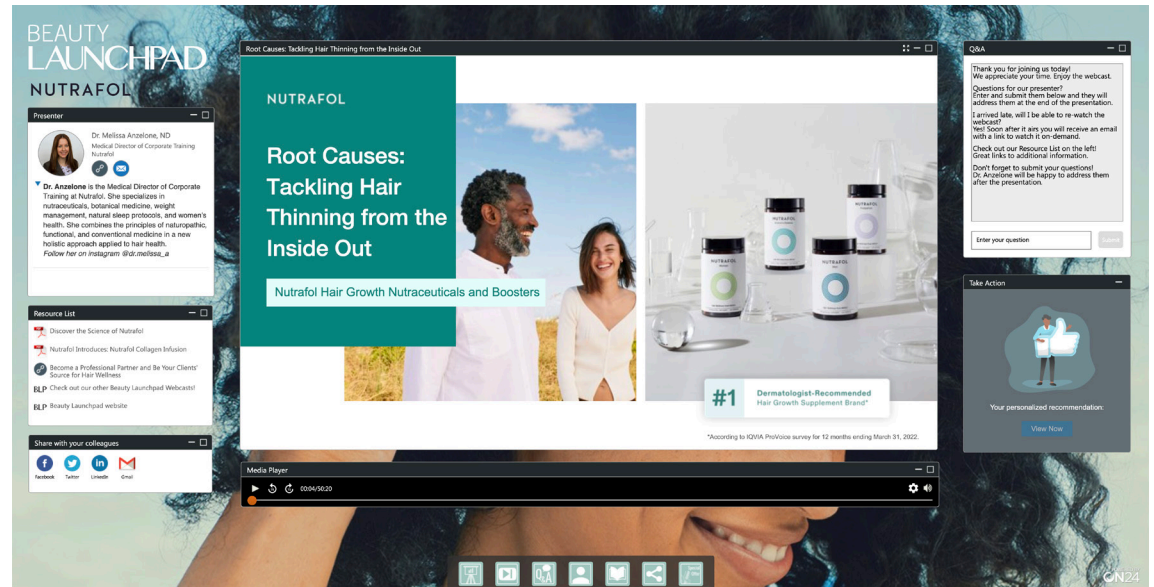 BEAUTY
LAUNCHPAD
NUTRAFOL
Presenter
Dr. Melissa Anzelone, ND
Medical Director of Corporate Training
Nutrafol
Dr. Anzelone is the Medical Director of Corporate
Training at Nutrafol. She specializes in
nutraceuticals, botanical medicine, weight
management, natural sleep protocols, and women's
health. She combines the principles of naturopathic,
functional, and conventional medicine in a new
holistic approach applied to hair health.
Follow her on instagram @dr.melissa_a
Resource List
Discover the Science of Nutrafol
Nutrafol Introduces: Nutrafol Collagen Infusion
Become a Professional Partner and Be Your Clients'
Source for Hair Wellness
BLP Check out our other Beauty Launchpad Webcasts!
BLP Beauty Launchpad website
Share with your colleagues
Facebook Twitter LinkedIn Gmail
Root Causes: Tackling Hair Thinning from the Inside Out
NUTRAFOL
Root Causes:
Tackling Hair
Thinning from the
Inside Out
Nutrafol Hair Growth Nutraceuticals and Boosters
NUTRAFOL
NUTRAFOL
NUTRAFOL
NUTRAFOL
#1
Dermatologist-Recommended
Hair Growth Supplement Brand*
*According to IQVIA ProVoice survey for 12 months ending March 31, 2022.
Media Player
00:04/50:20
Q&A
Thank you for joining us today!
We appreciate your time. Enjoy the webcast.
Questions for our presenter?
Enter and submit them below and they will
address them at the end of the presentation.
I arrived late, will I be able to re-watch the
webcast?
Yes! Soon after it airs you will receive an email
with a link to watch it on-demand.
Check out our Resource List on the left!
Great links to additional information.
Don't forget to submit your questions!
Dr. Anzelone will be happy to address them
after the presentation.
Enter your question
Submit
Take Action
Your personalized recommendation:
View Now
Q&A
ON24